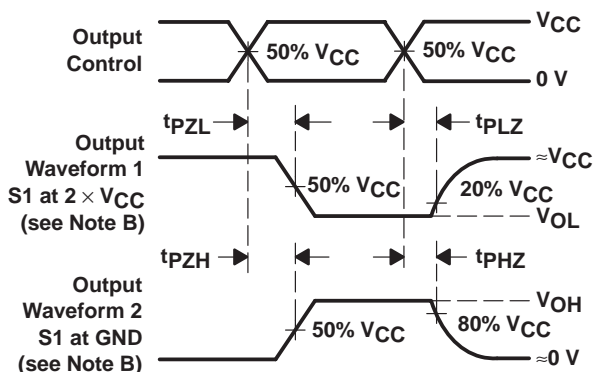 Output
Control
50% VCC
50% VCC
VCC
0 V
tPZL
tPLZ
Output
Waveform 1
S1 at 2 × VCC
(see Note B)
50% VCC
20% VCC
≈VCC
VOL
tPZH
tPHZ
Output
Waveform 2
S1 at GND
(see Note B)
50% VCC
80% VCC
VOH
≈0 V